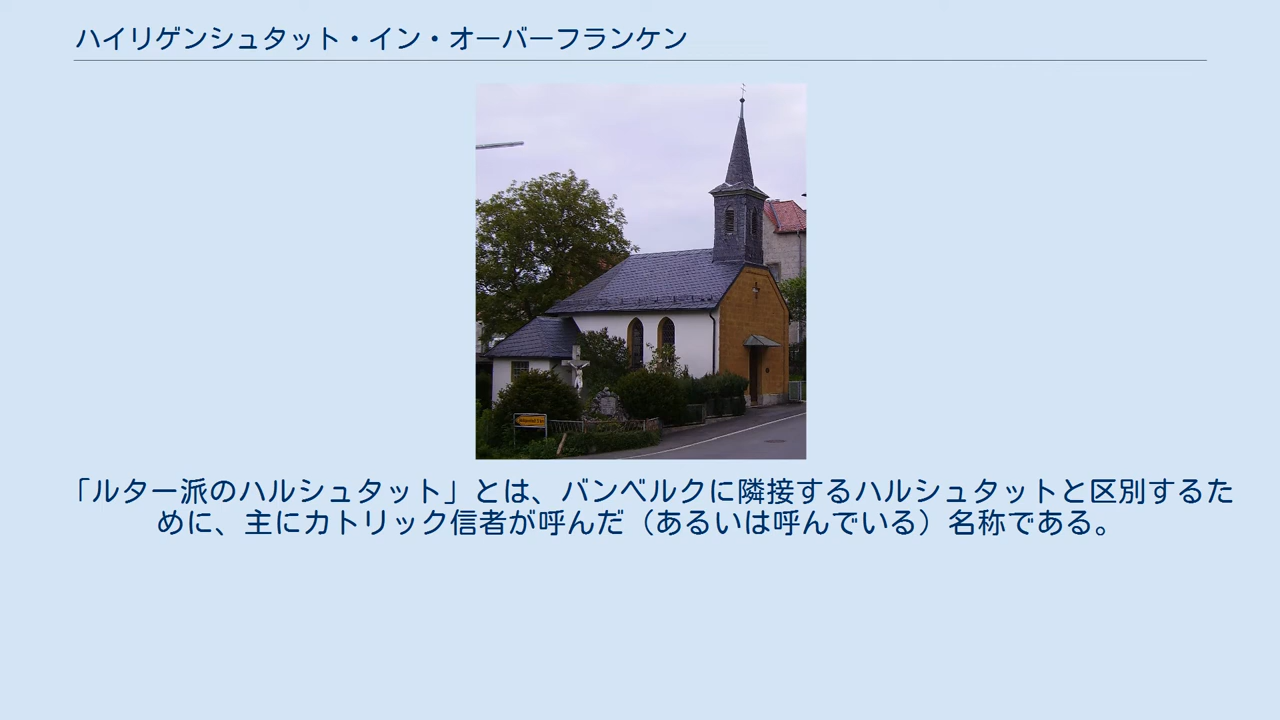 ハイリゲンシュタット・イン・オーバーフランケン
「ルター派のハルシュタット」とは、バンベルクに隣接するハルシュタットと区別するた
めに、主にカトリック信者が呼んだ（あるいは呼んでいる）名称である。